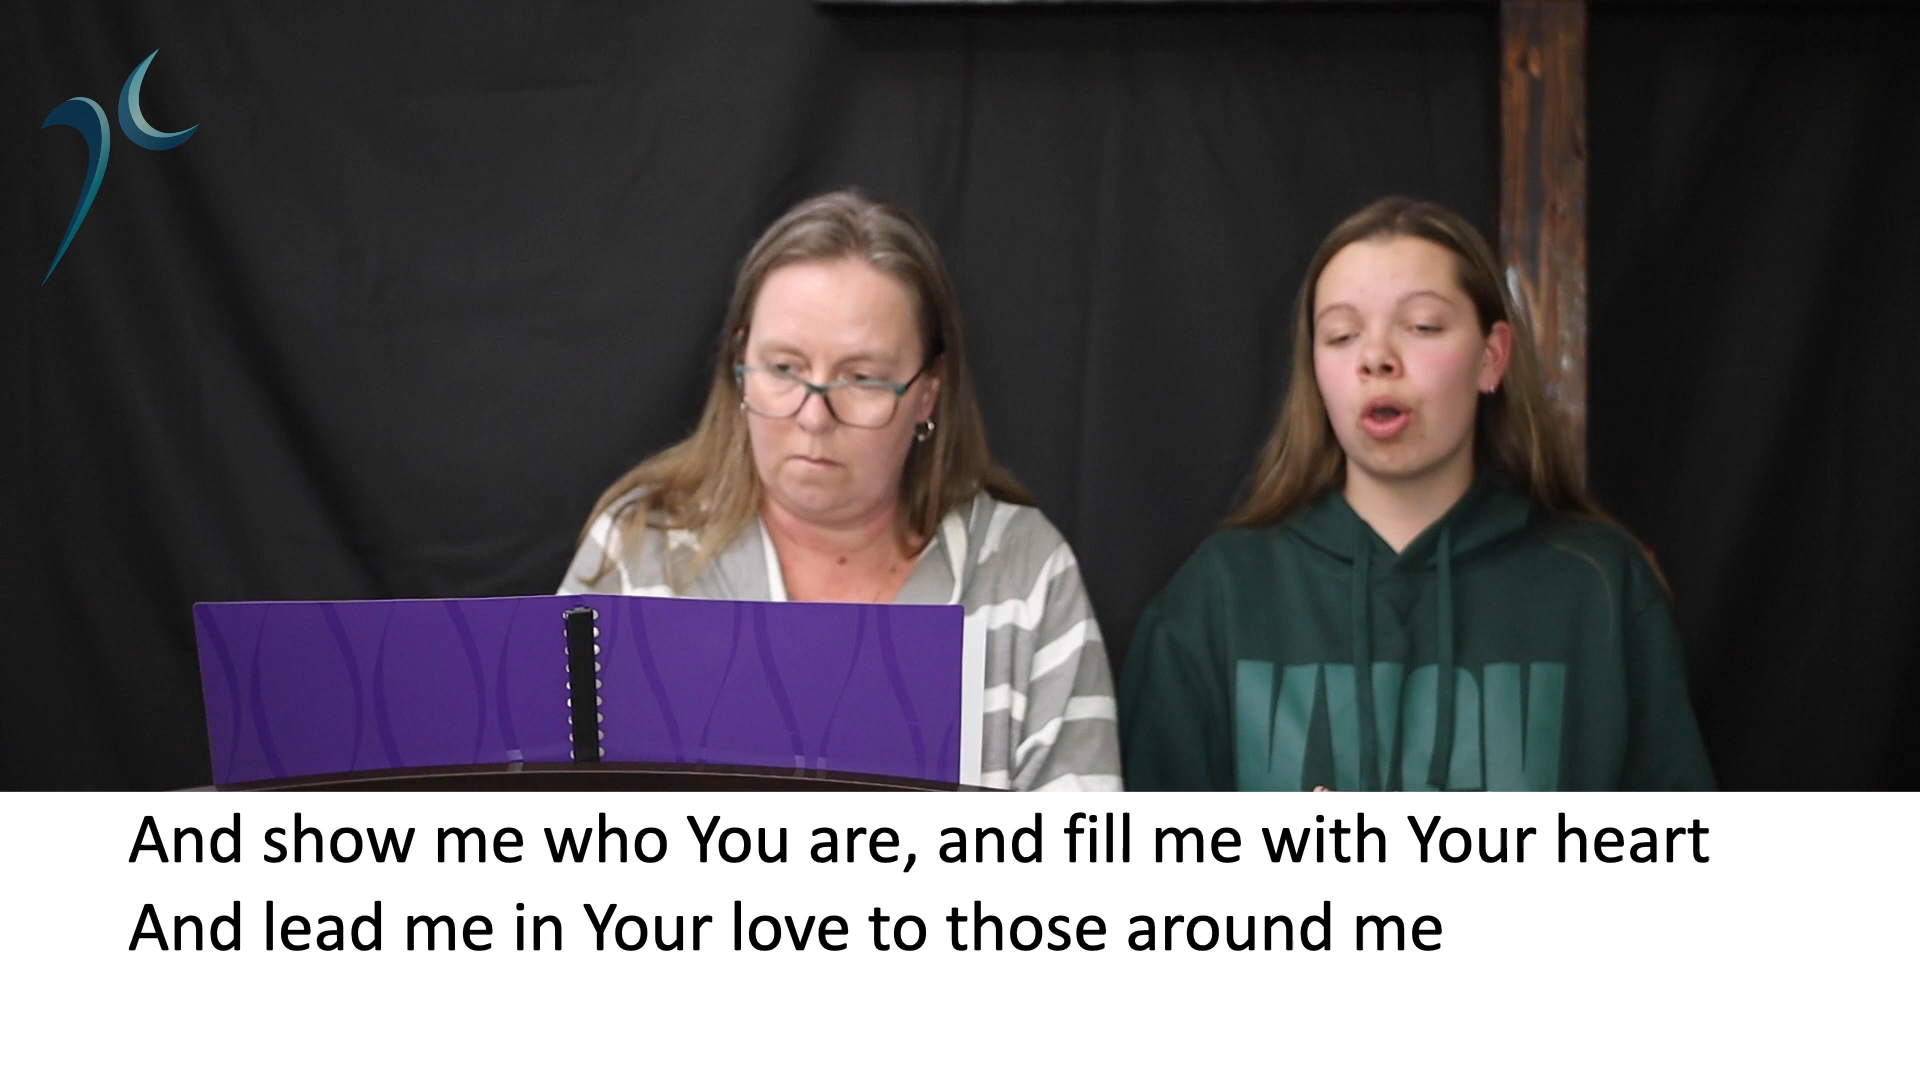 And show me who You are, and fill me with Your heart
And lead me in Your love to those around me